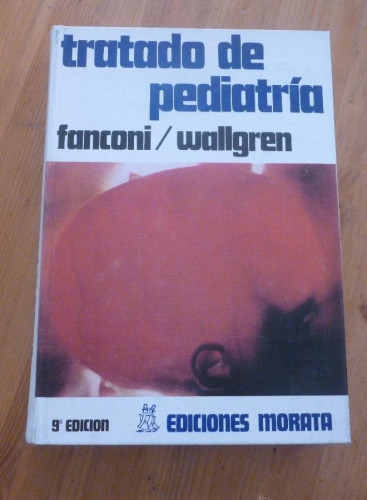 tratado de
pediatría
fanconi/wallgren
9ª EDICION
EDICIONES MORATA